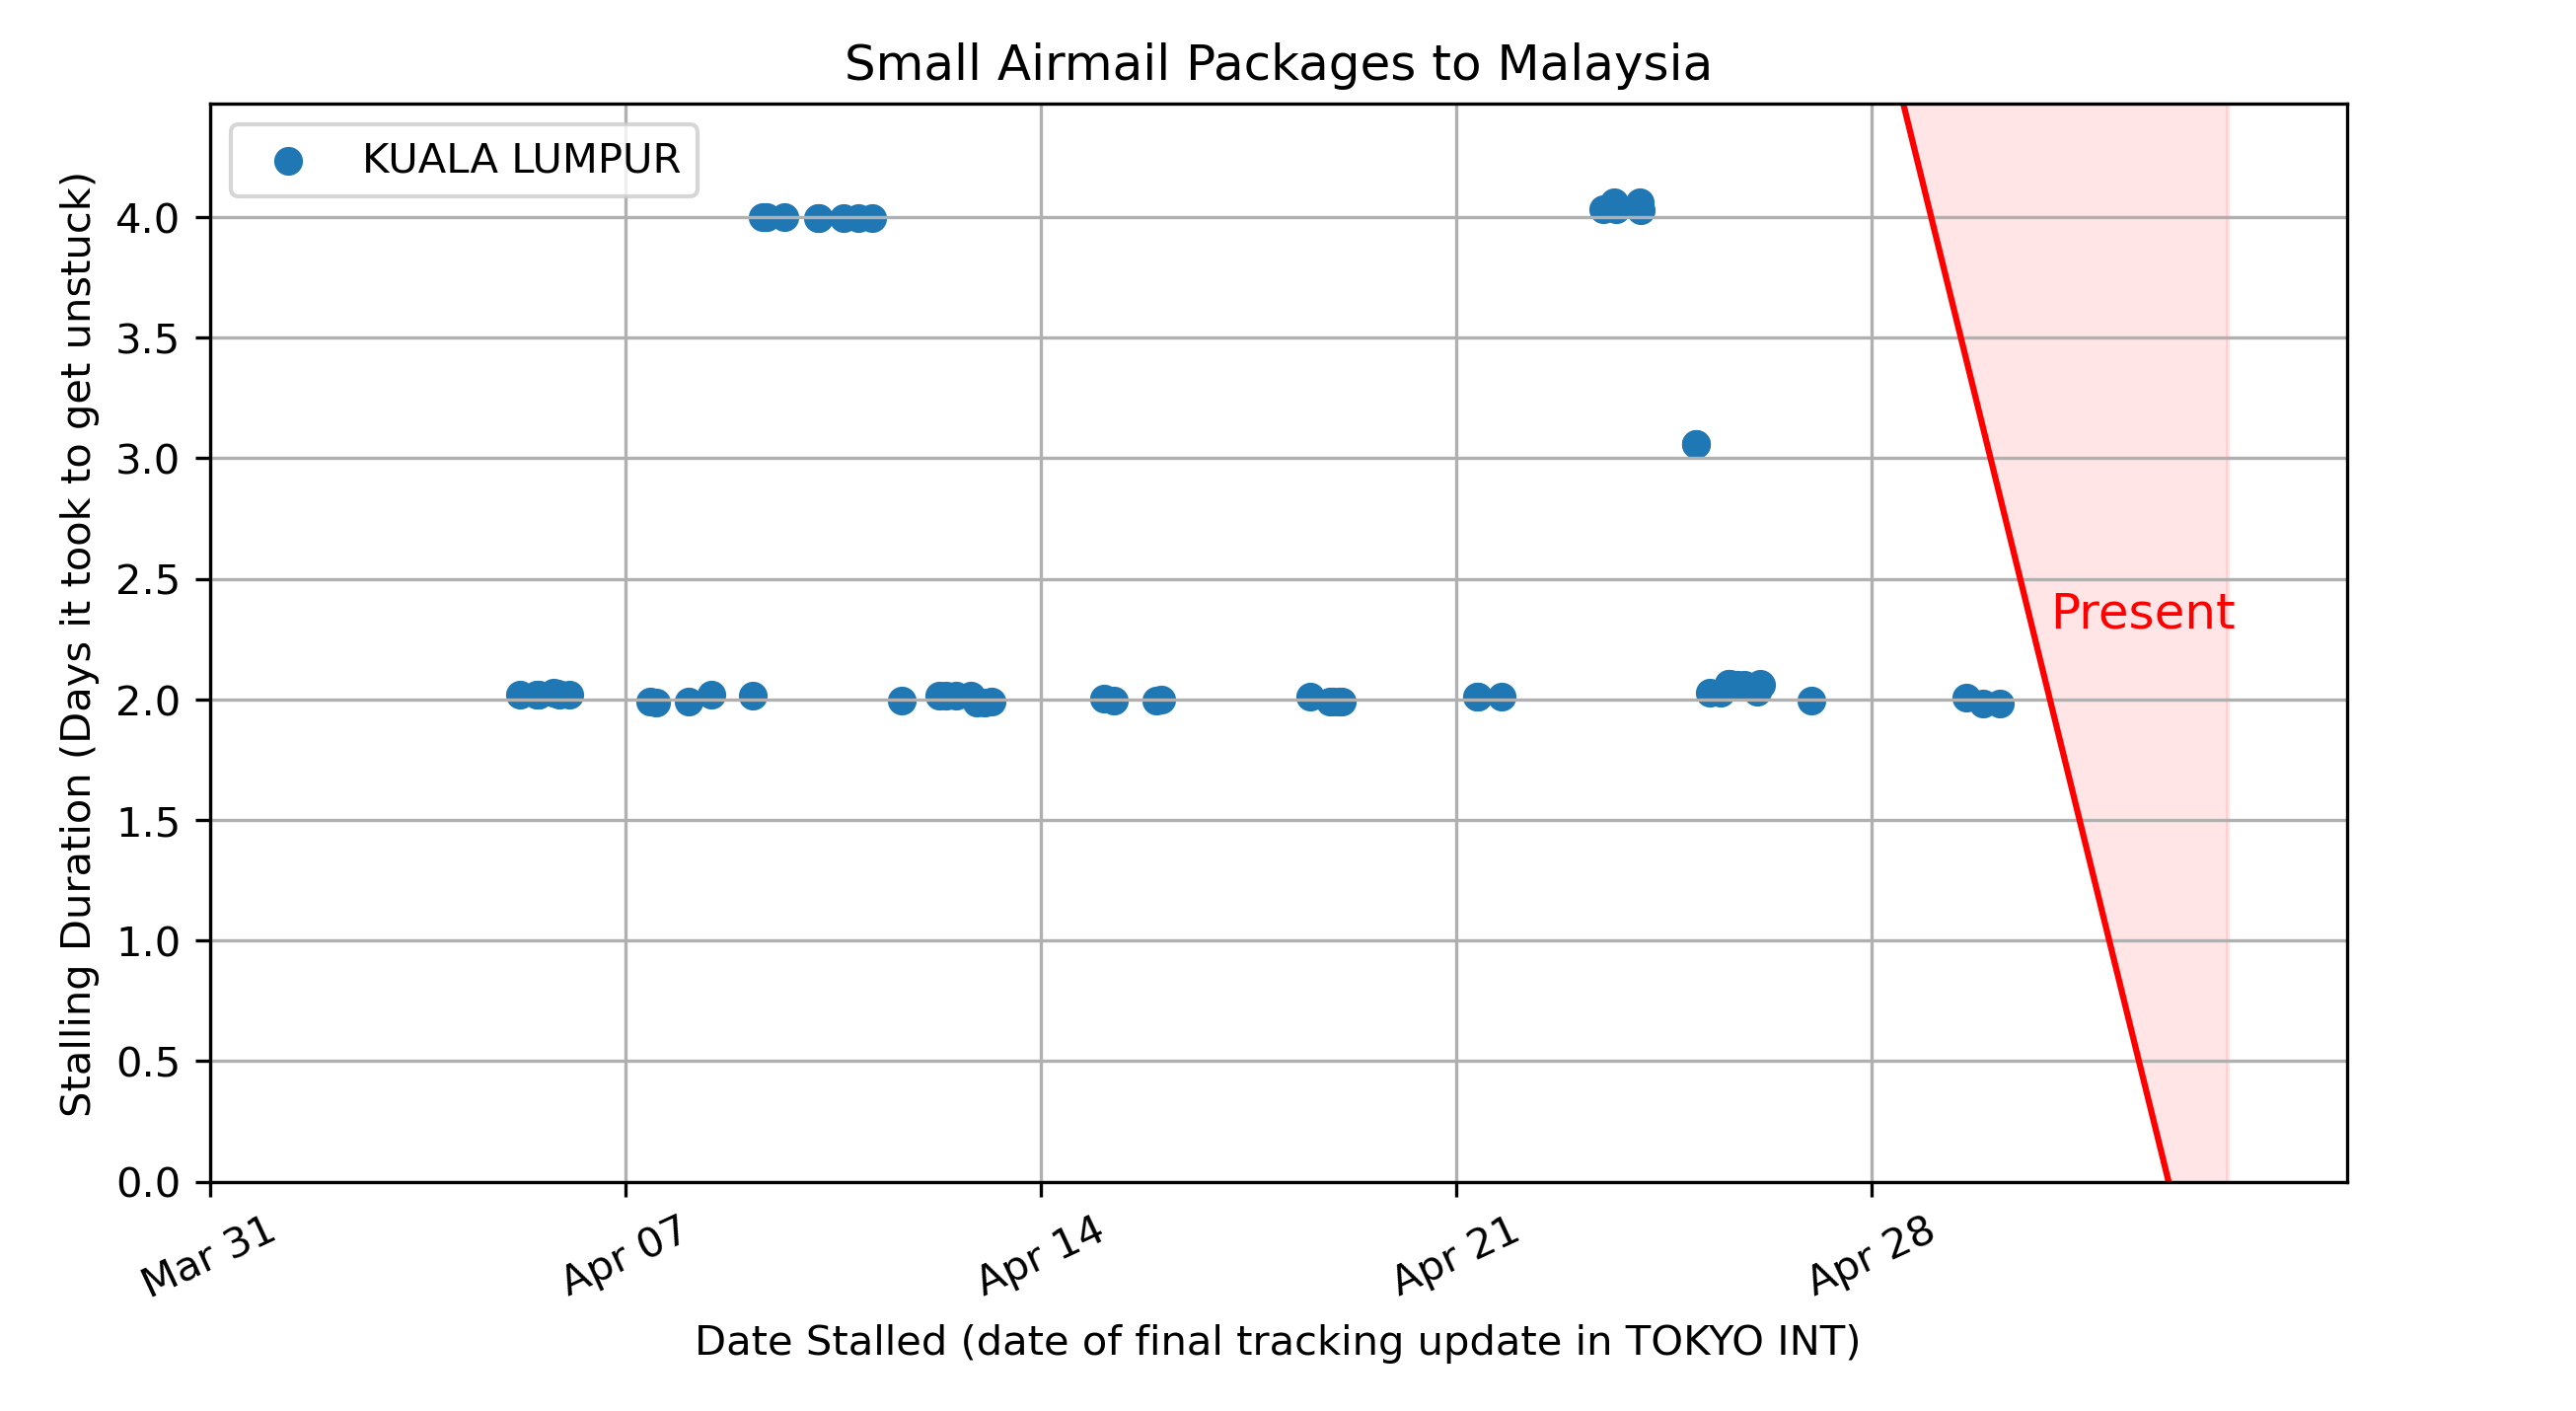 Small Airmail Packages to Malaysia
KUALA LUMPUR
Stalling Duration (Days it took to get unstuck)
4.0
3.5
3.0
2.5
2.0
1.5
1.0
0.5
0.0
Present
Mar 31
Apr 07
Apr 14
Apr 21
Apr 28
Date Stalled (date of final tracking update in TOKYO INT)